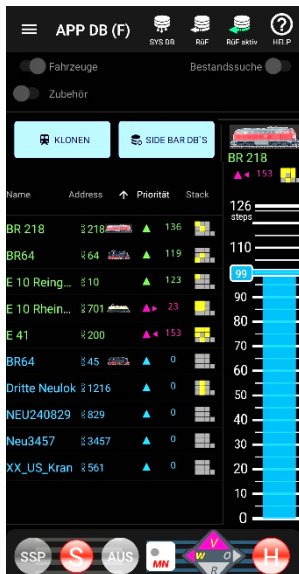 APP DB (F)
SYS DB
RüF
RüF aktiv
HELP
Fahrzeuge
Bestandssuche
Zubehör
KLONEN
SIDE BAR DB'S
BR 218
153
Name Address ↑ Priorität Stack
BR 218 218 136
BR64 64 119
E 10 Reing... 10 123
E 10 Rhein... 701 23
E 41 200 153
BR64 45 0
Dritte Neulok 1216 0
NEU240829 829 0
Neu3457 3457 0
XX_US_Kran 561 0
126
steps
110
99
90
80
70
60
50
40
30
20
10
0
SSP
S
AUS
MN
V
W
O
R
H